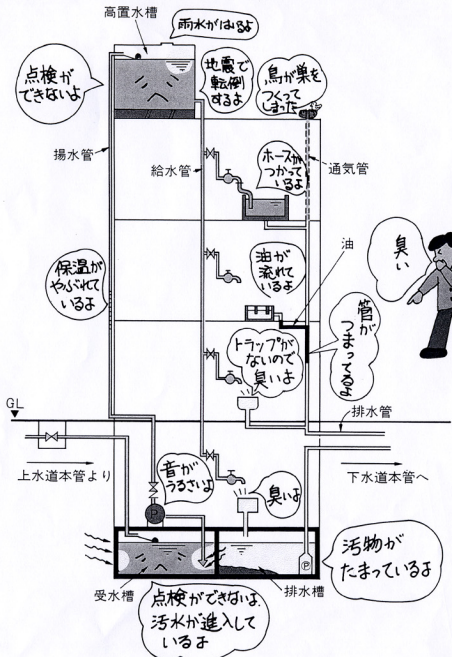 高置水槽
雨水がはいるよ
点検が
できないよ
地震で
転倒
するよ
鳥が巣を
つくって
しまった
揚水管
給水管
ホースが
つかって
いるよ
通気管
臭い
保温が
やぶれて
いるよ
油が
流れて
いるよ
油
管が
つまってるよ
トラップが
ないので
臭いよ
GL
排水管
上水道本管より
音が
うるさいよ
P
臭いよ
下水道本管へ
P
汚物が
たまっているよ
受水槽
排水槽
点検ができないよ.
汚水が進入して
いるよ